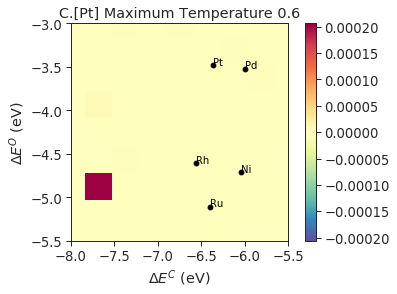 C.[Pt] Maximum Temperature 0.6
−3.0
−3.5
−4.0
−4.5
−5.0
−5.5
ΔE^O (eV)
Pt
Pd
Rh
Ni
Ru
−8.0 −7.5 −7.0 −6.5 −6.0 −5.5
ΔE^C (eV)
0.00020
0.00015
0.00010
0.00005
0.00000
−0.00005
−0.00010
−0.00015
−0.00020